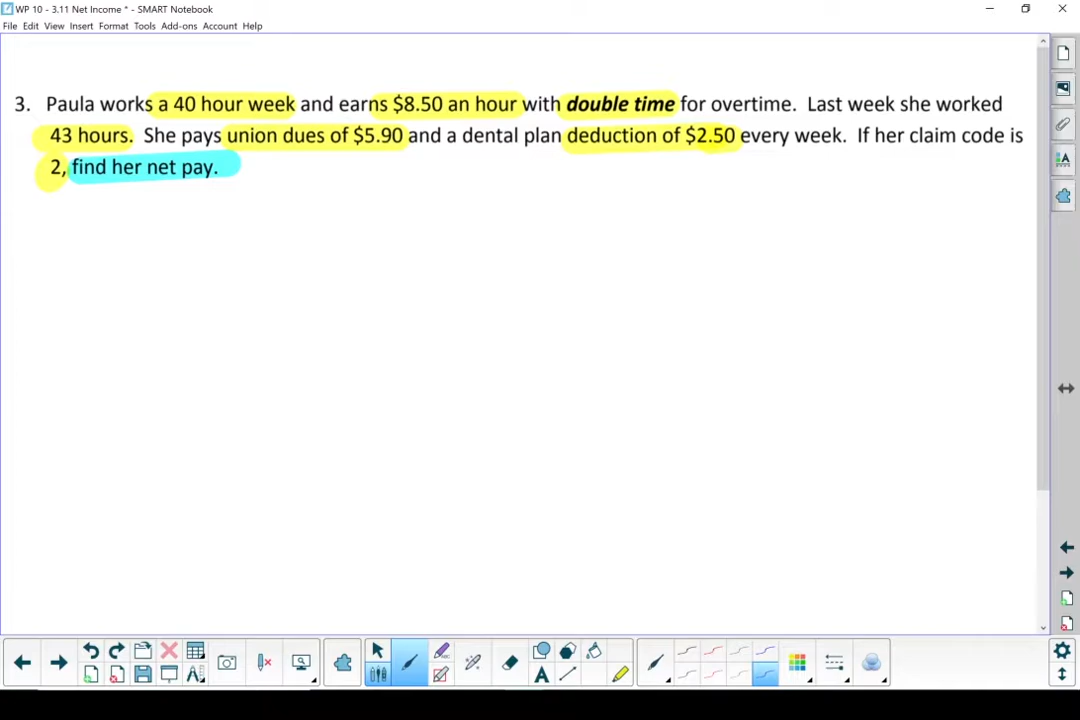 WP 10 - 3.11 Net Income * - SMART Notebook
File Edit View Insert Format Tools Add-ons Account Help
3. Paula works a 40 hour week and earns $8.50 an hour with double time for overtime. Last week she worked
43 hours. She pays union dues of $5.90 and a dental plan deduction of $2.50 every week. If her claim code is
2, find her net pay.